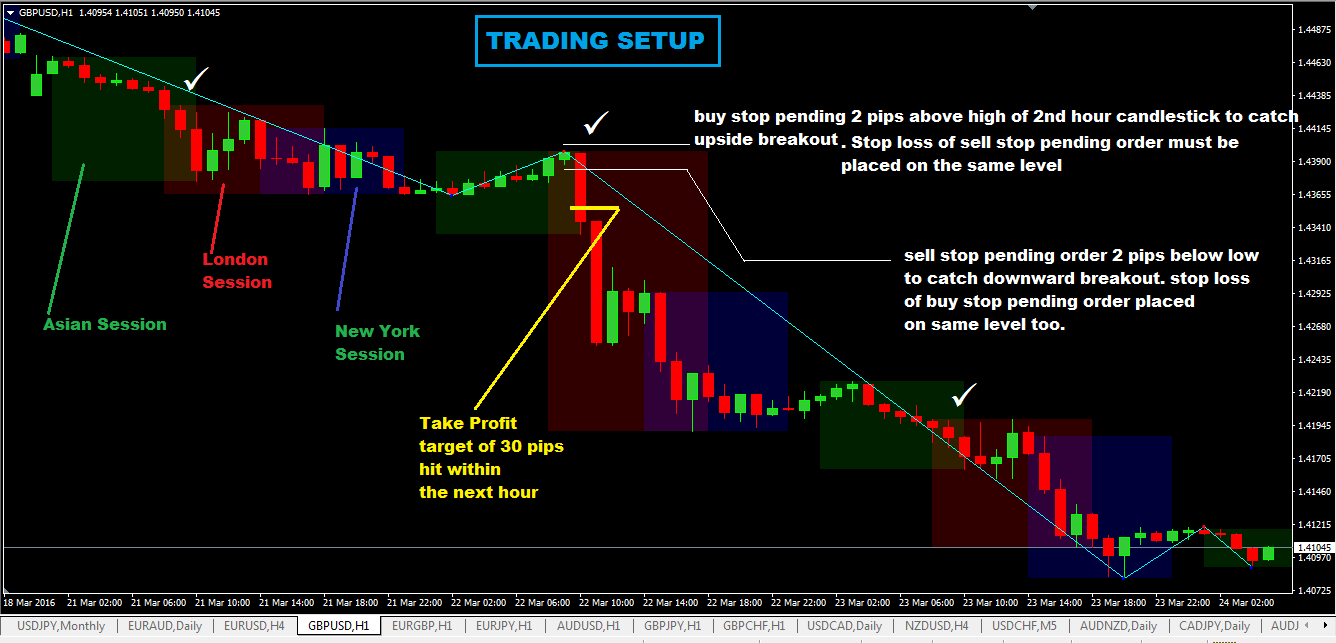 GBPUSD,H1 1.40954 1.41051 1.40950 1.41045
TRADING SETUP
1.44875
1.44630
1.44385
buy stop pending 2 pips above high of 2nd hour candlestick to catch
upside breakout . Stop loss of sell stop pending order must be
placed on the same level
1.44145
1.43900
1.43655
1.43410
1.43165
1.42925
1.42680
1.42435
1.42190
1.41945
1.41705
1.41460
1.41215
1.41045
1.40970
1.40725
sell stop pending order 2 pips below low
to catch downward breakout. stop loss
of buy stop pending order placed
on same level too.
London
Session
Asian Session
New York
Session
Take Profit
target of 30 pips
hit within
the next hour
18 Mar 2016 21 Mar 02:00 21 Mar 06:00 21 Mar 10:00 21 Mar 14:00 21 Mar 18:00 21 Mar 22:00 22 Mar 02:00 22 Mar 06:00 22 Mar 10:00 22 Mar 14:00 22 Mar 18:00 22 Mar 22:00 23 Mar 02:00 23 Mar 06:00 23 Mar 10:00 23 Mar 14:00 23 Mar 18:00 23 Mar 22:00 24 Mar 02:00
USDJPY,Monthly EURAUD,Daily EURUSD,H4 GBPUSD,H1 EURGBP,H1 EURJPY,H1 AUDUSD,H1 GBPJPY,H1 GBPCHF,H1 USDCAD,Daily NZDUSD,H4 USDCHF,M5 AUDNZD,Daily CADJPY,Daily AUDJ